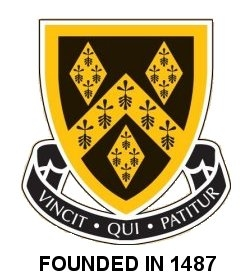 VINCIT • QUI • PATITUR
FOUNDED IN 1487